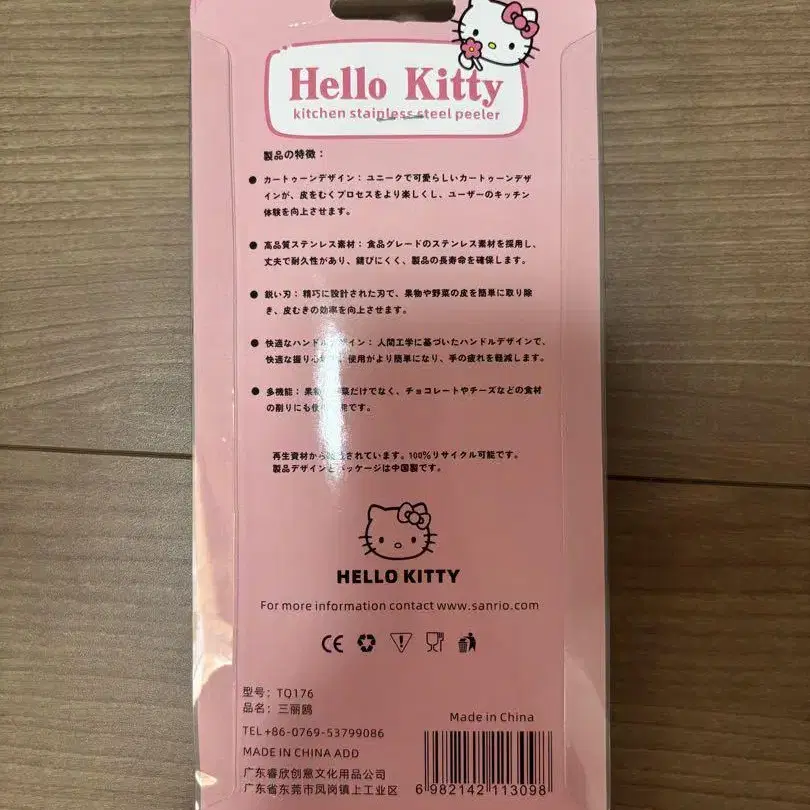 Hello Kitty
kitchen stainless steel peeler
製品の特徴：
● カートゥーンデザイン：ユニークで可愛らしいカートゥーンデザ
インが、皮をむくプロセスをより楽しくし、ユーザーのキッチン
体験を向上させます。
● 高品質ステンレス素材：食品グレードのステンレス素材を採用し、
丈夫で耐久性があり、錆びにくく、製品の長寿命を確保します。
● 鋭い刃：精巧に設計された刃で、果物や野菜の皮を簡単に取り除
き、皮むきの効率を向上させます。
● 快適なハンドルデザイン：人間工学に基づいたハンドルデザインで、
快適な握り心 使用がより簡単になり、手の疲れを軽減します。
● 多機能：果物 菜だけでなく、チョコレートやチーズなどの食材
の削りにも使 能です。
再生資材から されています。100％リサイクル可能です。
製品デザインとパッケージは中国製です。
HELLO KITTY
For more information contact www.sanrio.com
CE
型号：TQ176
品名：三丽鸥
TEL+86-0769-53799086
MADE IN CHINA ADD
广东睿欣创意文化用品公司
广东省东莞市凤岗镇上工业区
Made in China
6 982142 113098